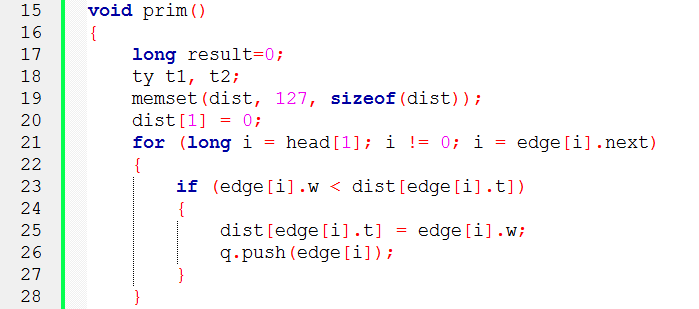 15 void prim()
16 {
17     long result=0;
18     ty t1, t2;
19     memset(dist, 127, sizeof(dist));
20     dist[1] = 0;
21     for (long i = head[1]; i != 0; i = edge[i].next)
22     {
23         if (edge[i].w < dist[edge[i].t])
24         {
25             dist[edge[i].t] = edge[i].w;
26             q.push(edge[i]);
27         }
28     }